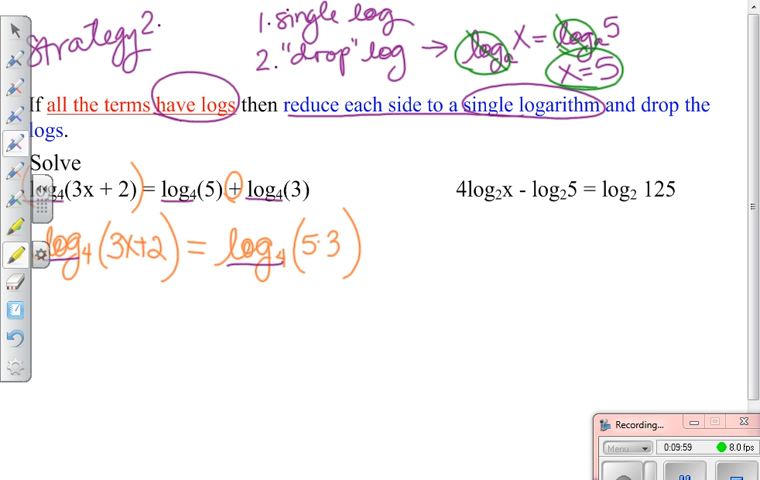 Strategy 2.
1. single log
2. "drop" log → logₐ x = logₐ 5
x = 5
If all the terms have logs then reduce each side to a single logarithm and drop the
logs.
Solve
log₄(3x + 2) = log₄(5) + log₄(3)
4log₂x - log₂5 = log₂ 125
log₄(3x+2) = log₄(5·3)
Recording...
Menu
0:09:59
8.0 fps